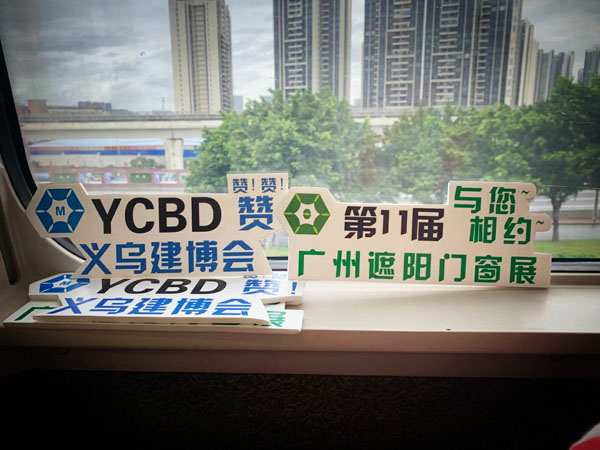 赞!赞!
M YCBD 赞
义乌建博会
YCBD 赞!
义乌建博会
与您~
第11届 相约~
广州遮阳门窗展